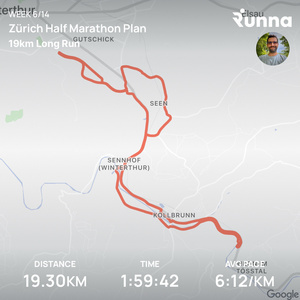 WEEK 6/14
Runna
Zürich Half Marathon Plan
19km Long Run
GUTSCHICK
SEEN
SENNHOF
(WINTERTHUR)
KOLLBRUNN
TÖSSTAL
DISTANCE
TIME
AVG PACE
19.30KM
1:59:42
6:12/KM
Google